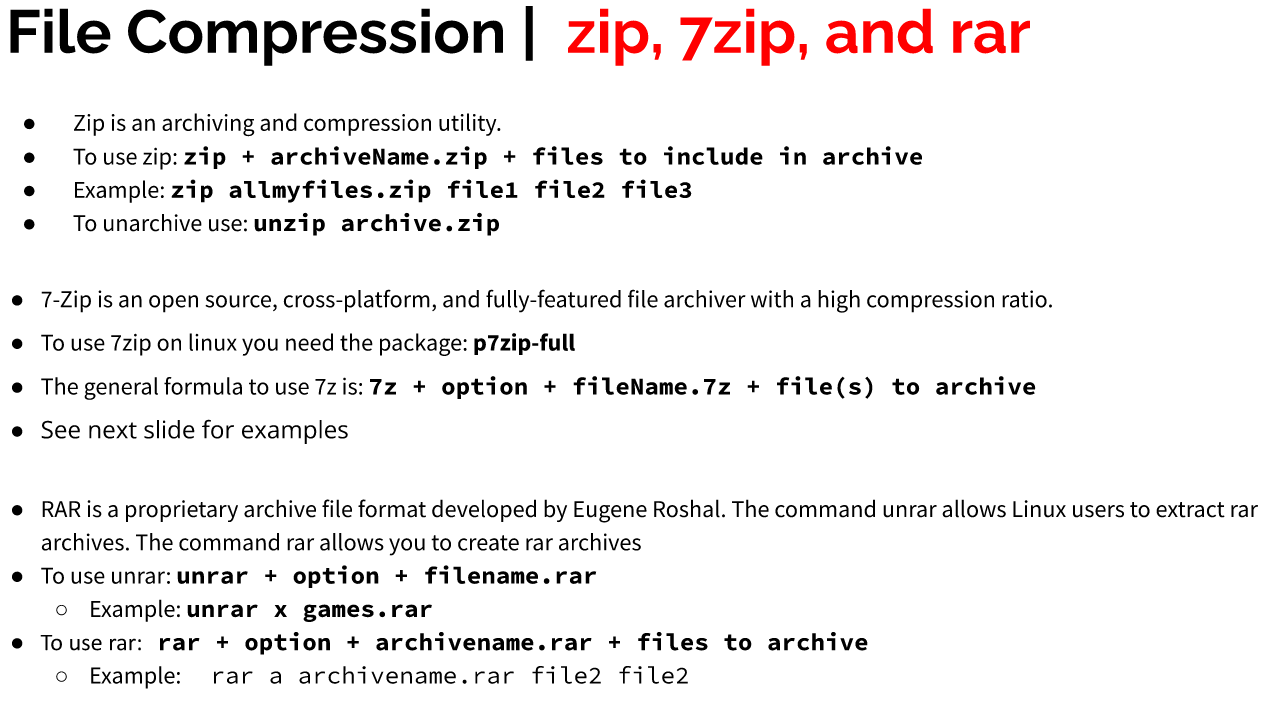 File Compression | zip, 7zip, and rar
● Zip is an archiving and compression utility.
● To use zip: zip + archiveName.zip + files to include in archive
● Example: zip allmyfiles.zip file1 file2 file3
● To unarchive use: unzip archive.zip
● 7-Zip is an open source, cross-platform, and fully-featured file archiver with a high compression ratio.
● To use 7zip on linux you need the package: p7zip-full
● The general formula to use 7z is: 7z + option + fileName.7z + file(s) to archive
● See next slide for examples
● RAR is a proprietary archive file format developed by Eugene Roshal. The command unrar allows Linux users to extract rar
archives. The command rar allows you to create rar archives
● To use unrar: unrar + option + filename.rar
○ Example: unrar x games.rar
● To use rar: rar + option + archivename.rar + files to archive
○ Example: rar a archivename.rar file2 file2